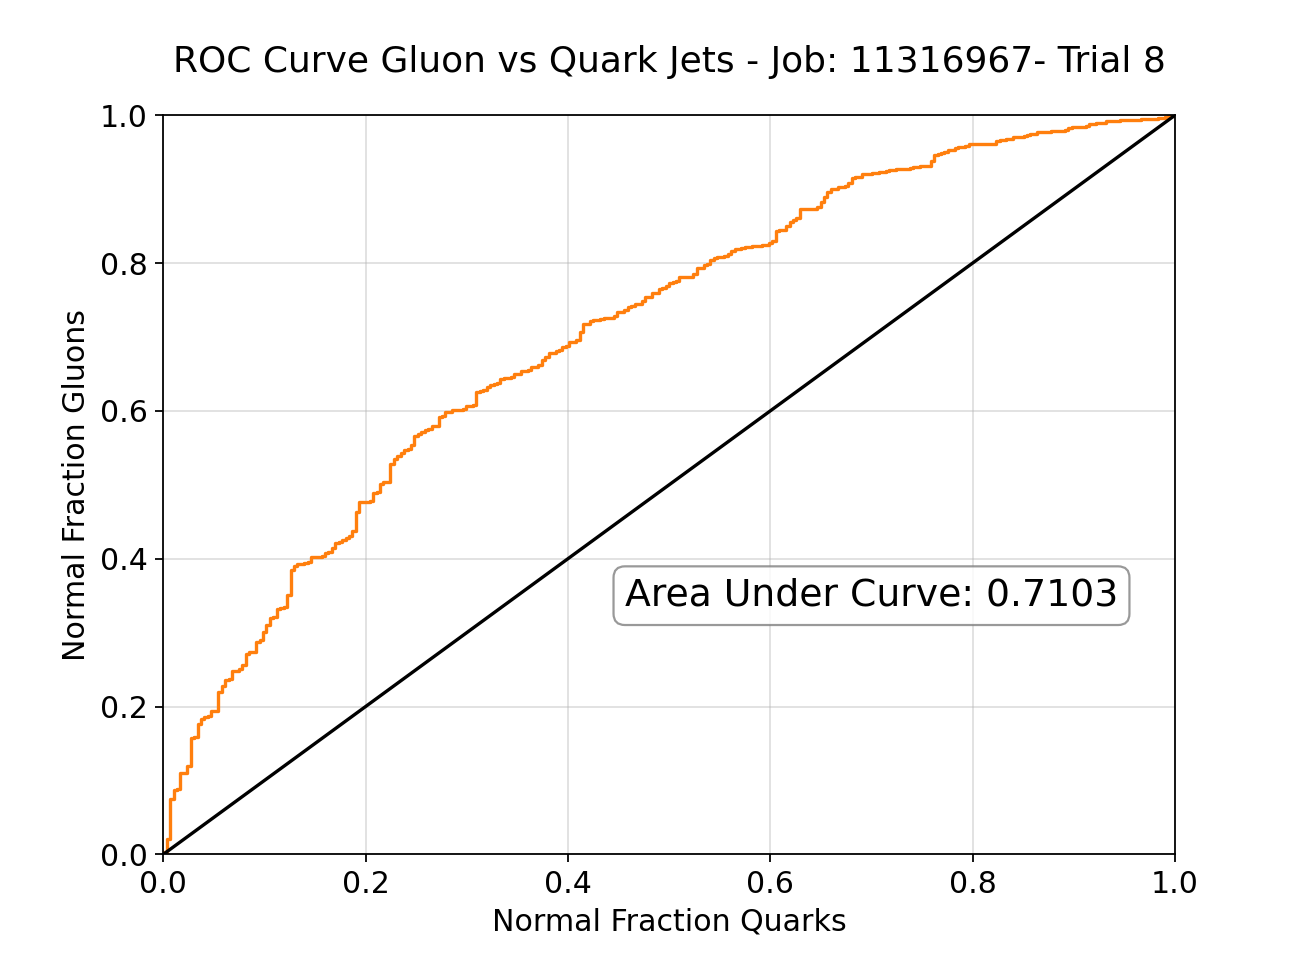 ROC Curve Gluon vs Quark Jets - Job: 11316967- Trial 8
1.0
0.8
0.6
0.4
0.2
0.0
Normal Fraction Gluons
Area Under Curve: 0.7103
0.0 0.2 0.4 0.6 0.8 1.0
Normal Fraction Quarks